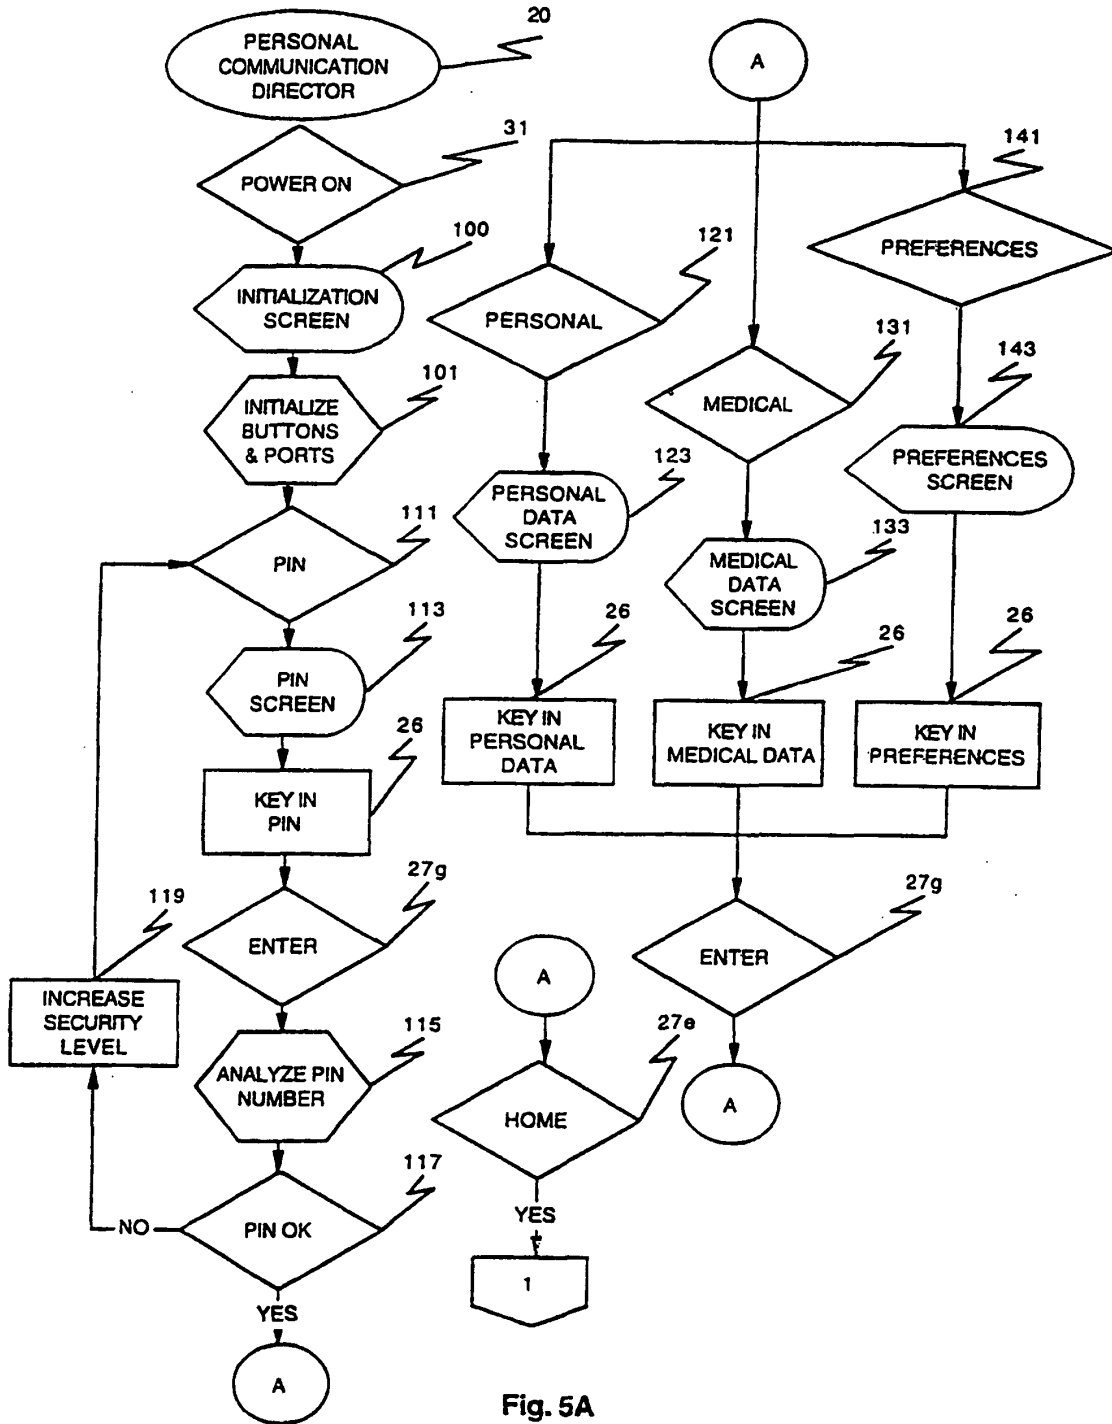 20
PERSONAL
COMMUNICATION
DIRECTOR
31
POWER ON
100
INITIALIZATION
SCREEN
101
INITIALIZE
BUTTONS
& PORTS
111
PIN
113
PIN
SCREEN
26
KEY IN
PIN
27g
ENTER
119
INCREASE
SECURITY
LEVEL
115
ANALYZE PIN
NUMBER
117
PIN OK
NO
YES
A
A
121
PERSONAL
123
PERSONAL
DATA
SCREEN
26
KEY IN
PERSONAL
DATA
131
MEDICAL
133
MEDICAL
DATA
SCREEN
26
KEY IN
MEDICAL DATA
141
PREFERENCES
143
PREFERENCES
SCREEN
26
KEY IN
PREFERENCES
27g
ENTER
A
A
27e
HOME
YES
1
Fig. 5A